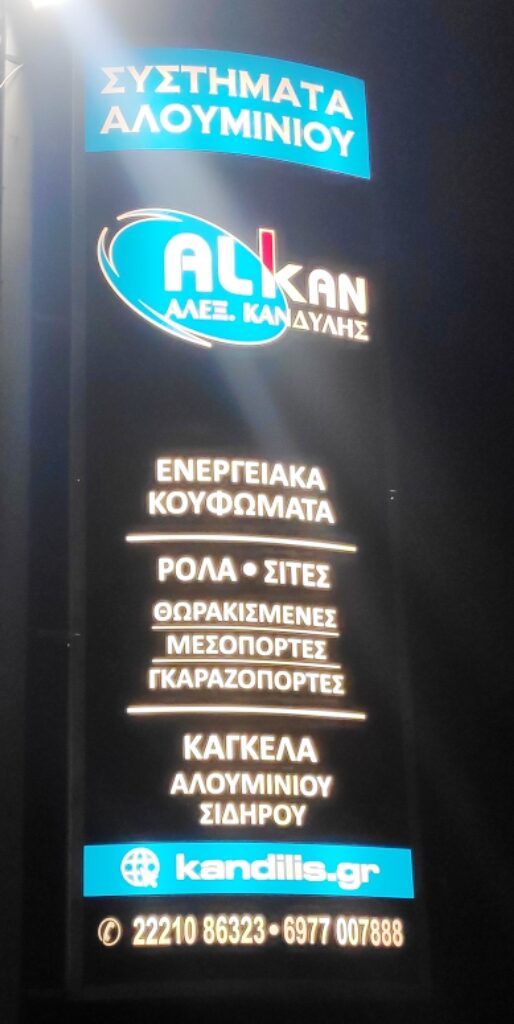 ΣΥΣΤΗΜΑΤΑ
ΑΛΟΥΜΙΝΙΟΥ
ALKAN
ΑΛΕΞ. ΚΑΝΔΥΛΗΣ
ΕΝΕΡΓΕΙΑΚΑ
ΚΟΥΦΩΜΑΤΑ
ΡΟΛΑ • ΣΙΤΕΣ
ΘΩΡΑΚΙΣΜΕΝΕΣ
ΜΕΣΟΠΟΡΤΕΣ
ΓΚΑΡΑΖΟΠΟΡΤΕΣ
ΚΑΓΚΕΛΑ
ΑΛΟΥΜΙΝΙΟΥ
ΣΙΔΗΡΟΥ
kandilis.gr
22210 86323 • 6977 007888